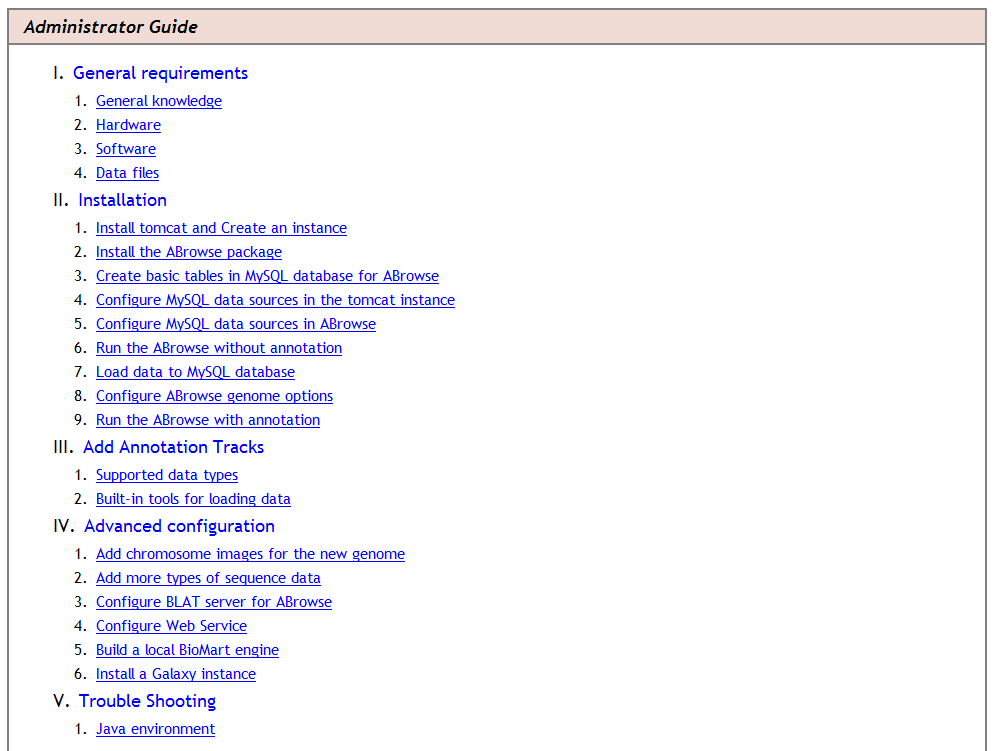 Administrator Guide
I. General requirements
1. General knowledge
2. Hardware
3. Software
4. Data files
II. Installation
1. Install tomcat and Create an instance
2. Install the ABrowse package
3. Create basic tables in MySQL database for ABrowse
4. Configure MySQL data sources in the tomcat instance
5. Configure MySQL data sources in ABrowse
6. Run the ABrowse without annotation
7. Load data to MySQL database
8. Configure ABrowse genome options
9. Run the ABrowse with annotation
III. Add Annotation Tracks
1. Supported data types
2. Built-in tools for loading data
IV. Advanced configuration
1. Add chromosome images for the new genome
2. Add more types of sequence data
3. Configure BLAT server for ABrowse
4. Configure Web Service
5. Build a local BioMart engine
6. Install a Galaxy instance
V. Trouble Shooting
1. Java environment